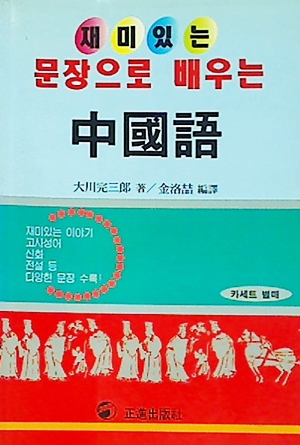 재미있는
문장으로 배우는
中國語
大川完三郎 著／金洛喆 編譯
재미있는 이야기
고사성어
신화
전설 등
다양한 문장 수록!
카세트 별매
正進出版社